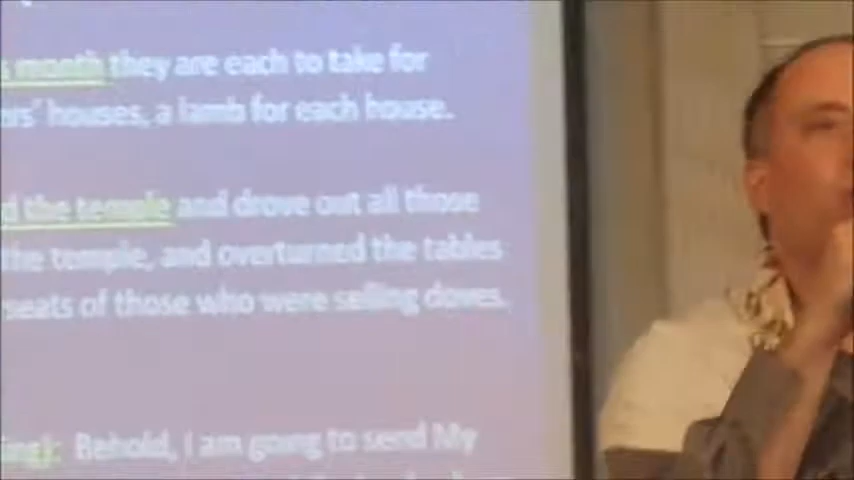 month they are each to take for
houses, a lamb for each house.
the temple and drove out all those
the temple, and overturned the tables
seats of those who were selling doves.
Behold, I am going to send My